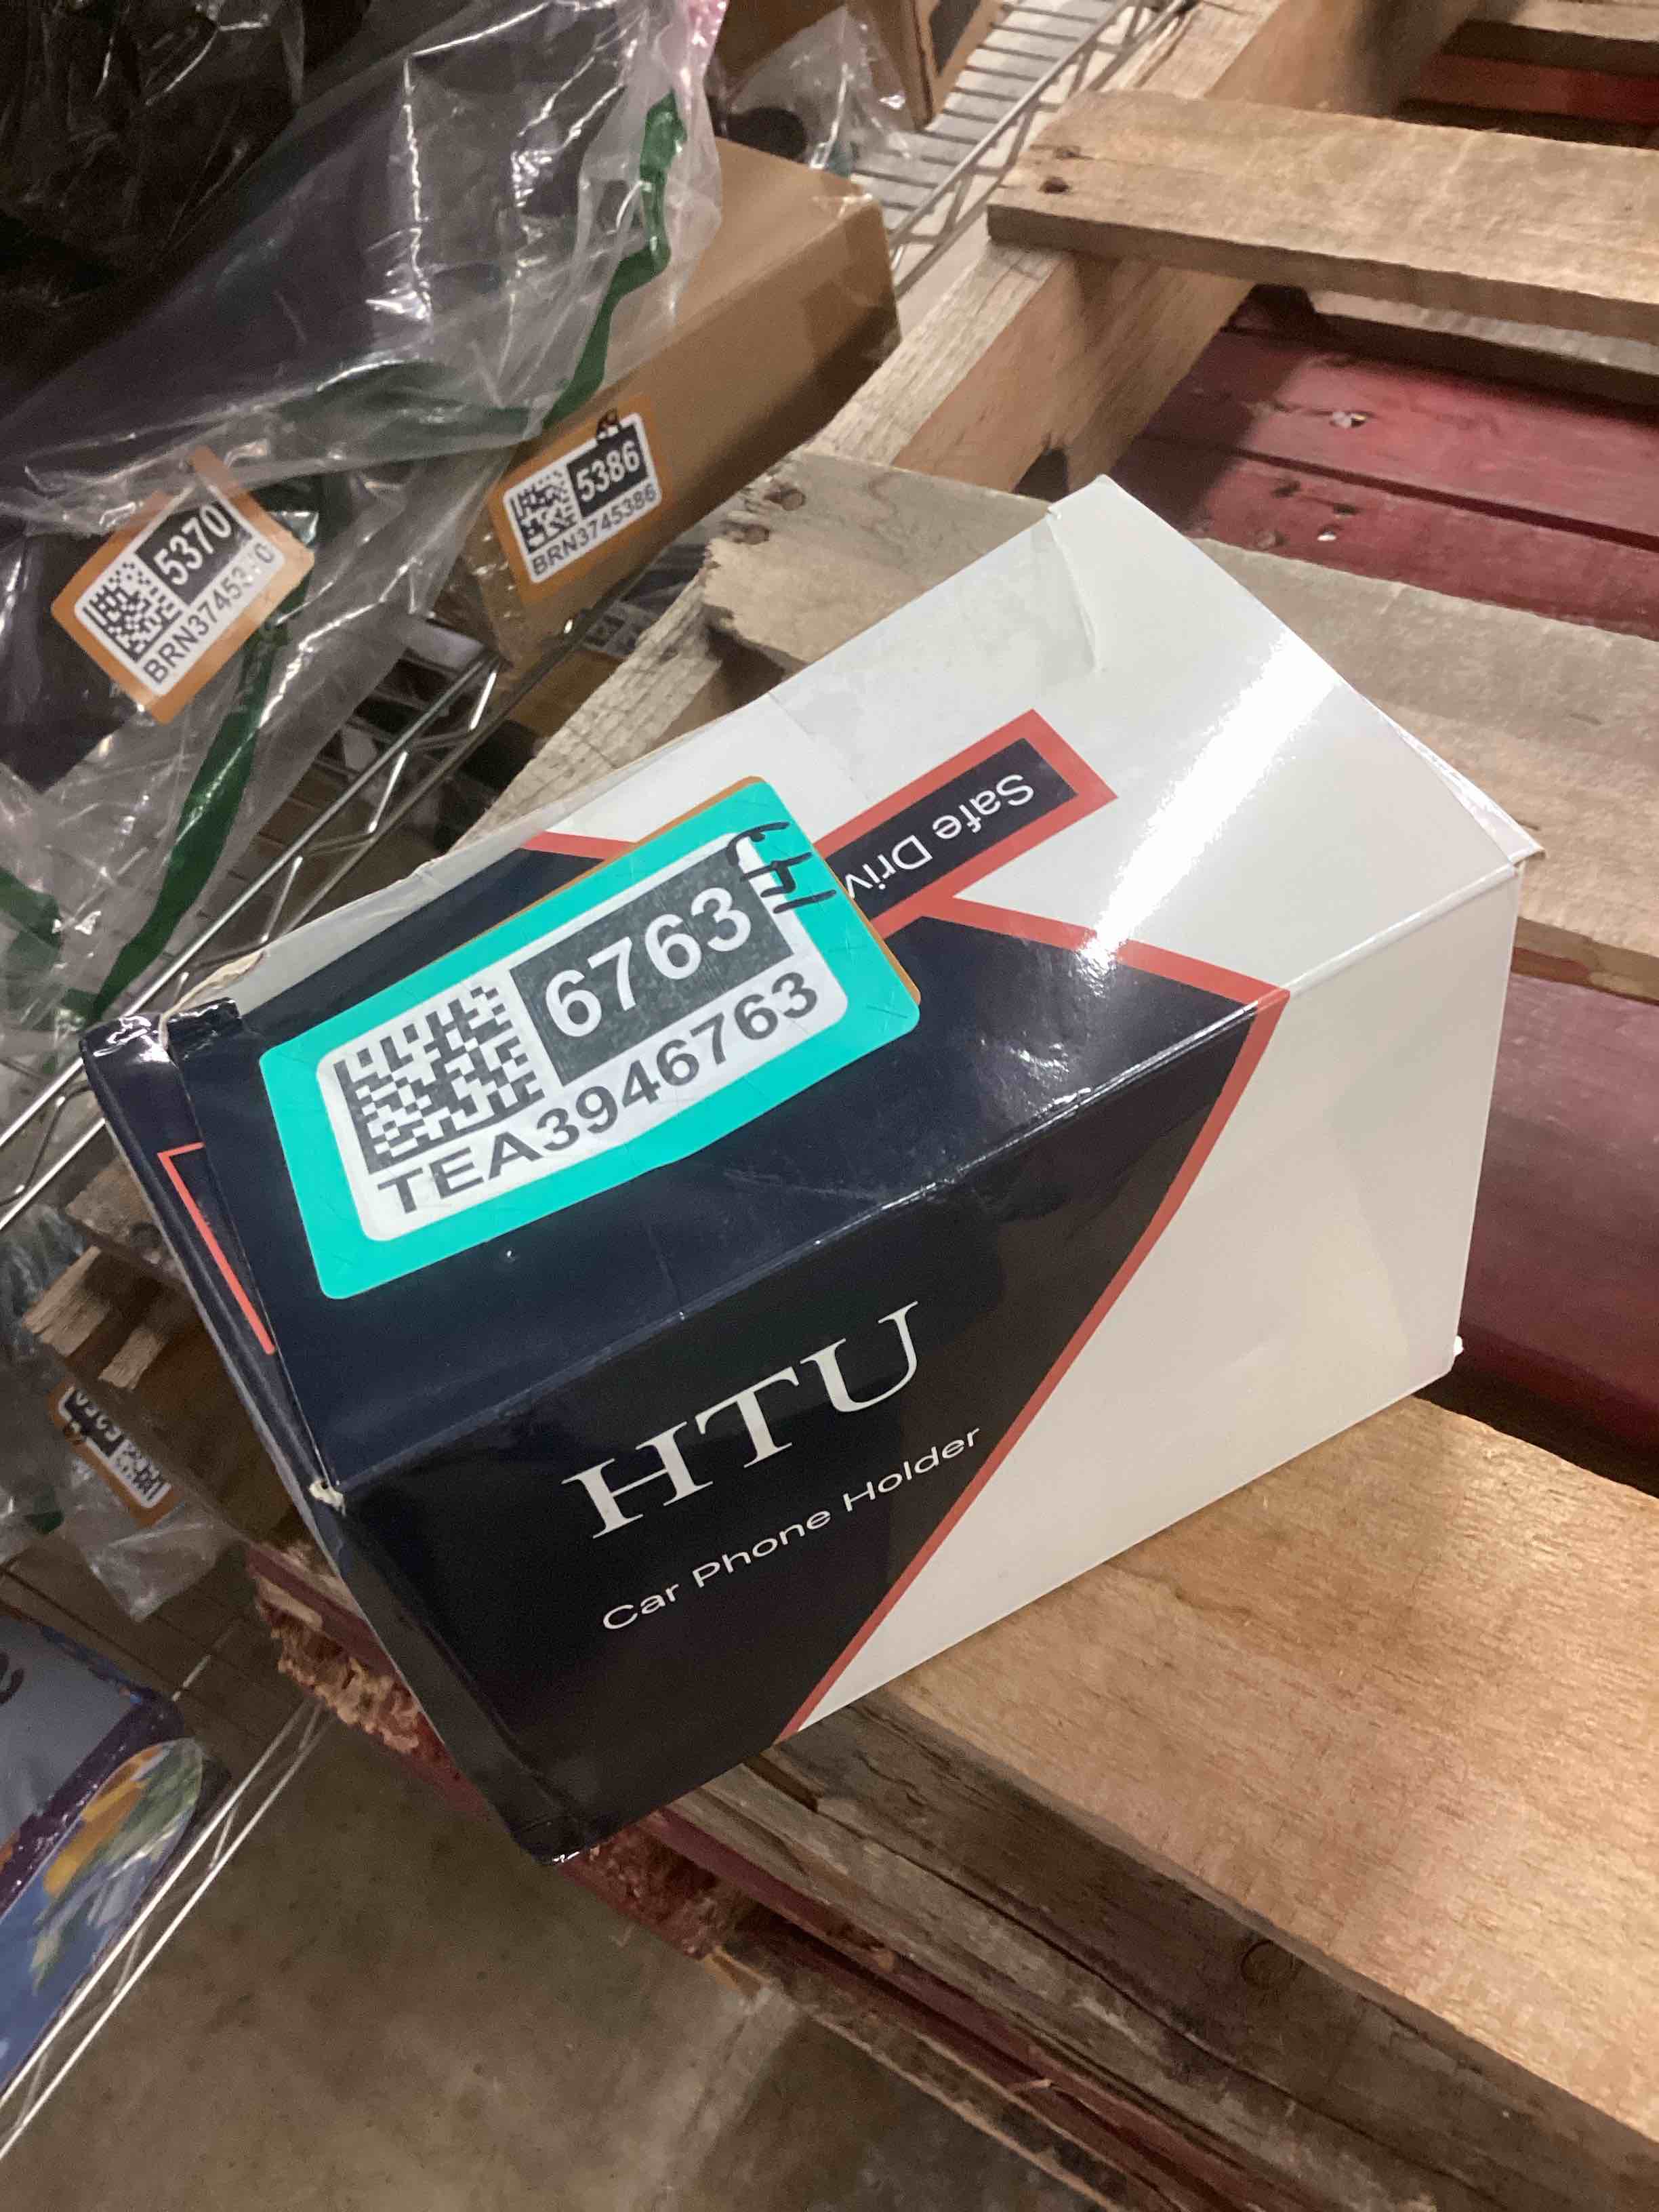 5386
BRN3745386
5370
Safe Driv
6763
TEA3946763
HTU
Car Phone Holder